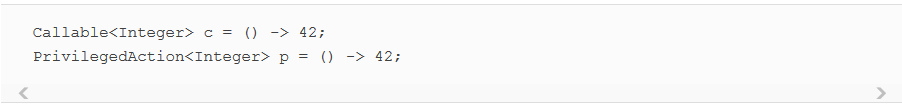 Callable<Integer> c = () -> 42;
PrivilegedAction<Integer> p = () -> 42;